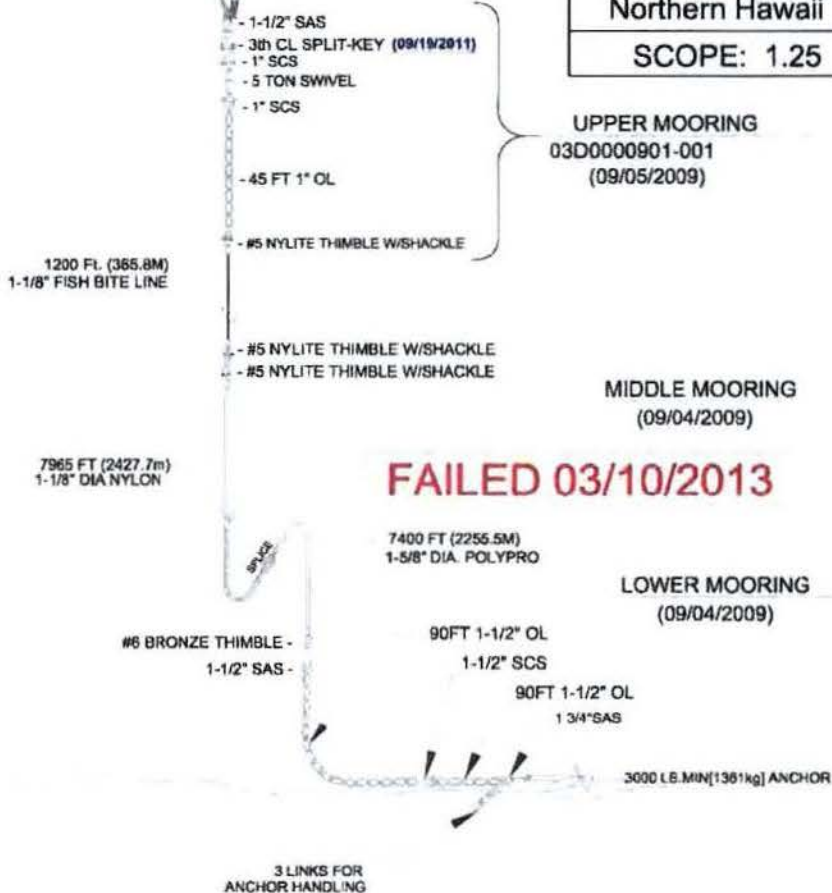 Northern Hawaii
SCOPE: 1.25
- 1-1/2" SAS
- 3th CL SPLIT-KEY (09/19/2011)
- 1" SCS
- 5 TON SWIVEL
- 1" SCS
UPPER MOORING
03D0000901-001
(09/05/2009)
- 45 FT 1" OL
- #5 NYLITE THIMBLE W/SHACKLE
1200 Ft. (365.8M)
1-1/8" FISH BITE LINE
- #5 NYLITE THIMBLE W/SHACKLE
- #5 NYLITE THIMBLE W/SHACKLE
MIDDLE MOORING
(09/04/2009)
7965 FT (2427.7m)
1-1/8" DIA NYLON
FAILED 03/10/2013
SPLICE
7400 FT (2255.5M)
1-5/8" DIA. POLYPRO
LOWER MOORING
(09/04/2009)
#6 BRONZE THIMBLE -
1-1/2" SAS -
90FT 1-1/2" OL
1-1/2" SCS
90FT 1-1/2" OL
1 3/4"SAS
3000 LB.MIN[1361kg] ANCHOR
3 LINKS FOR
ANCHOR HANDLING